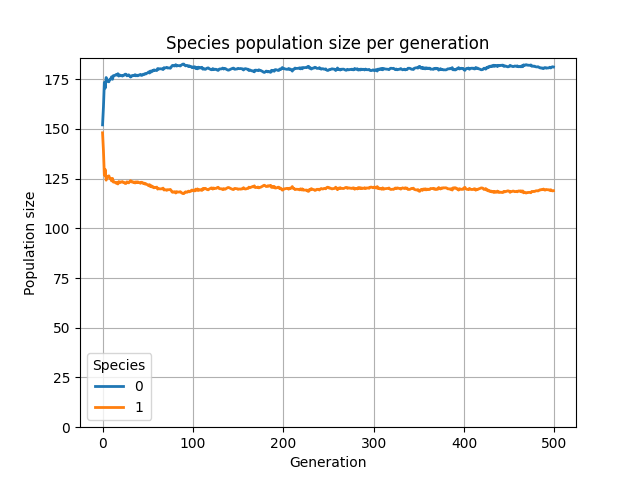 Species population size per generation
Population size
175
150
125
100
75
50
25
0
Species
0
1
0 100 200 300 400 500
Generation